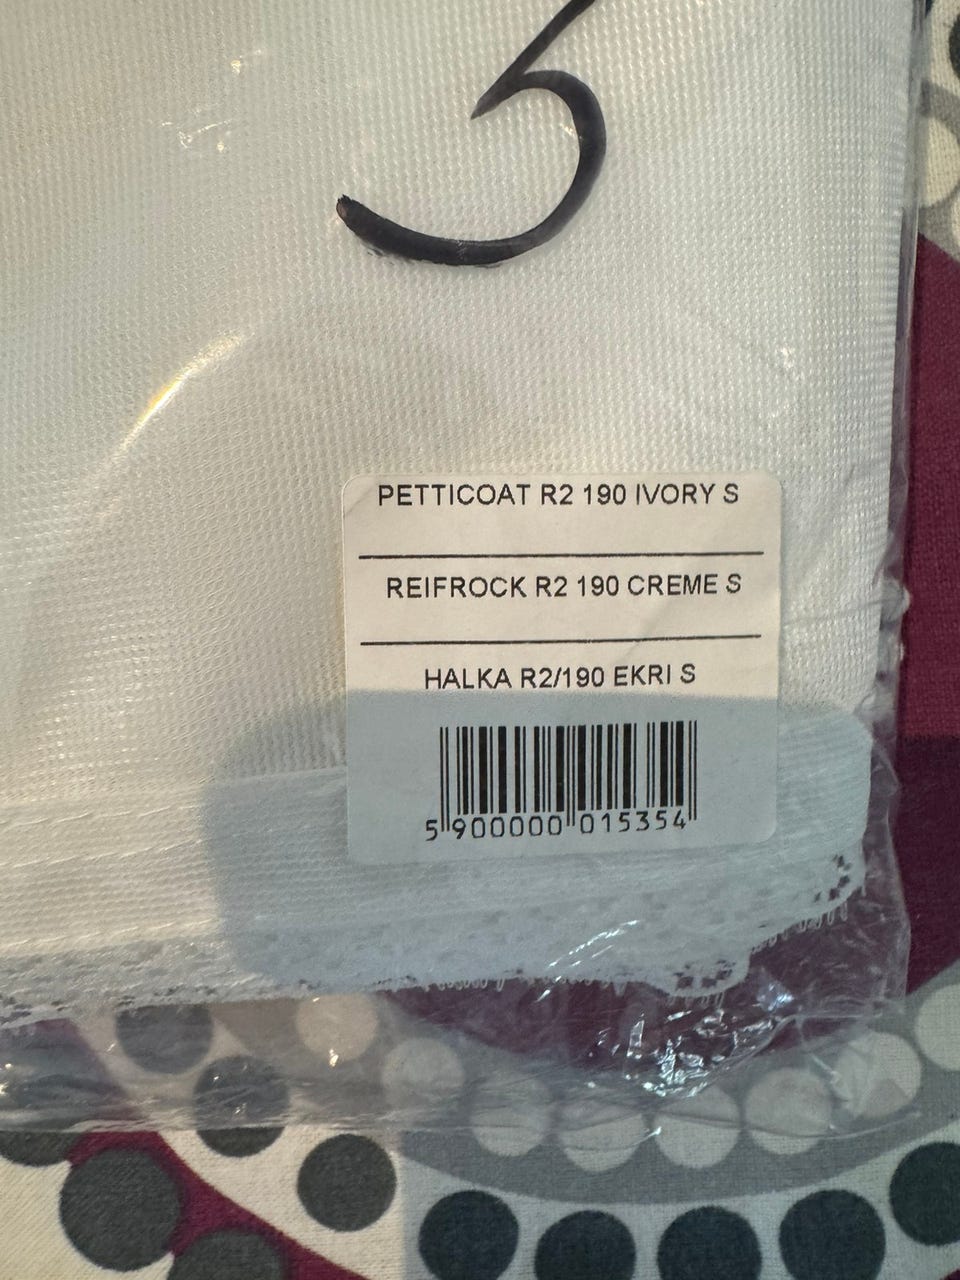 3
PETTICOAT R2 190 IVORY S
REIFROCK R2 190 CREME S
HALKA R2/190 EKRI S
5 900000 015354